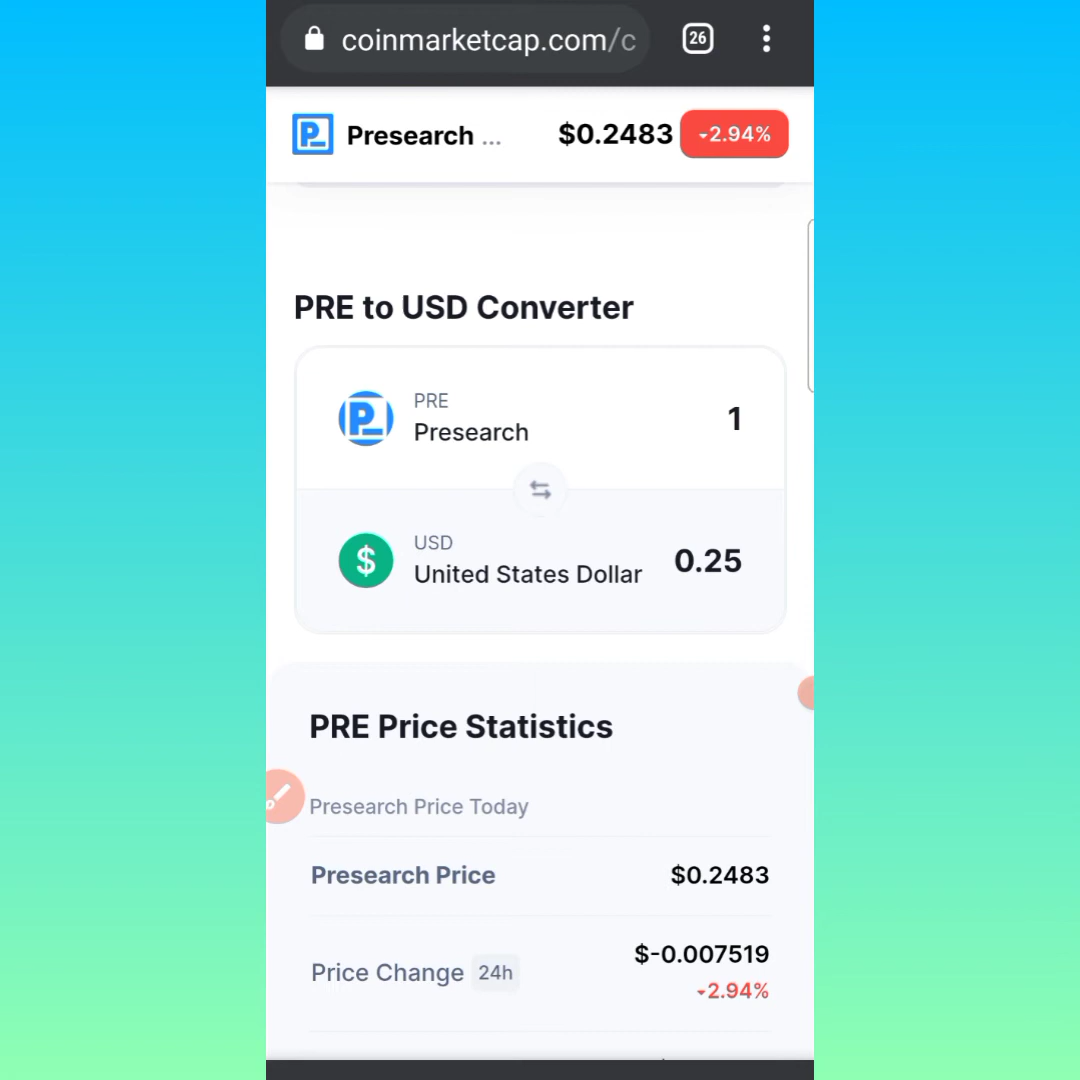 coinmarketcap.com/c
26
Presearch ...
$0.2483
-2.94%
PRE to USD Converter
PRE
Presearch
1
USD
United States Dollar
0.25
PRE Price Statistics
Presearch Price Today
Presearch Price
$0.2483
Price Change 24h
$-0.007519
-2.94%